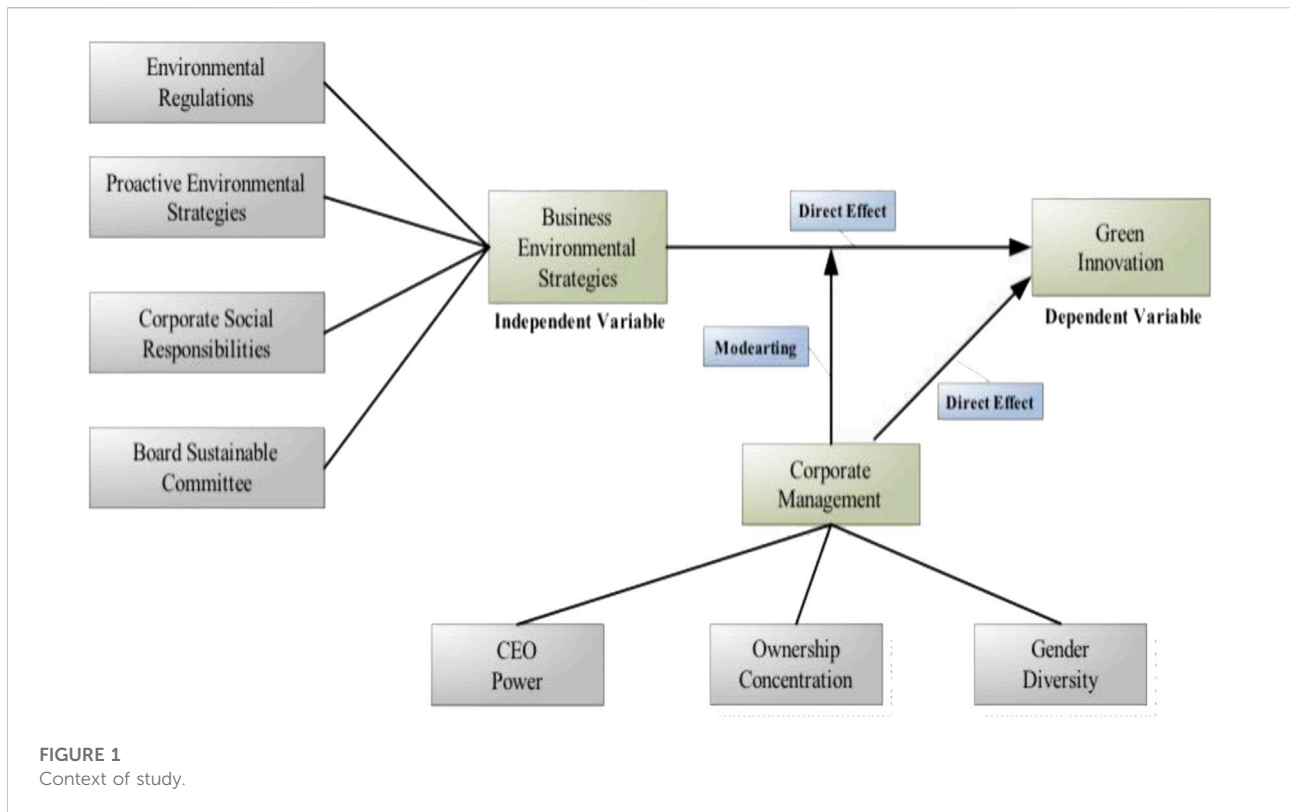 Environmental
Regulations
Proactive Environmental
Strategies
Corporate Social
Responsibilities
Board Sustainable
Committee
Business
Environmental
Strategies
Independent Variable
Direct Effect
Green
Innovation
Dependent Variable
Modearting
Direct Effect
Corporate
Management
CEO
Power
Ownership
Concentration
Gender
Diversity
FIGURE 1
Context of study.